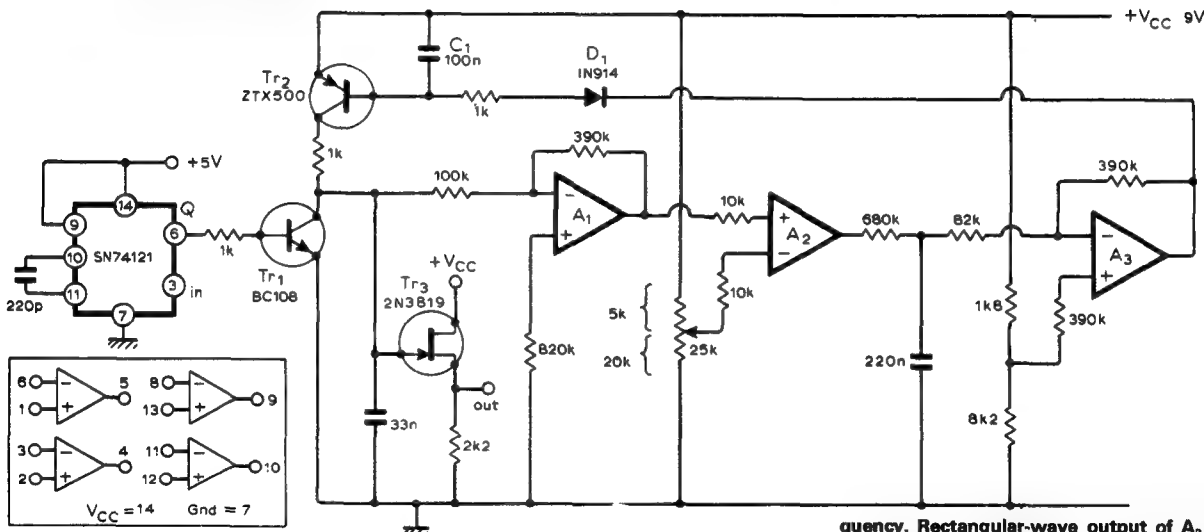 +VCC 9V
C1
100n
D1
IN914
Tr2
ZTX500
1k
390k
1k
+5V
14
Q
9
6
10
SN74121
11
3
in
7
220p
1k
Tr1
BC108
100k
A1
-
+
10k
A2
+
-
10k
680k
82k
390k
A3
-
+
+VCC
Tr3
2N3819
5k
20k
25k
820k
1k8
390k
220n
out
33n
2k2
8k2
6
-
5
1
+
8
-
9
13
+
3
-
4
2
+
11
-
10
12
+
VCC = 14 Gnd = 7
quency. Rectangular-wave output of A